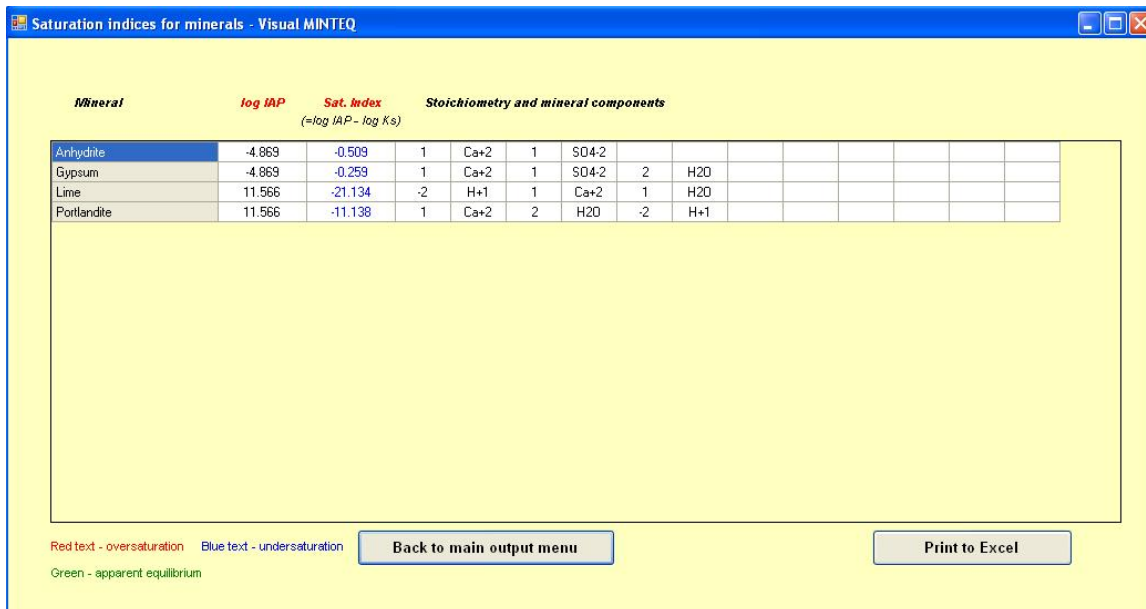 Saturation indices for minerals - Visual MINTEQ
Mineral log IAP Sat. Index Stoichiometry and mineral components
(=log IAP - log Ks)
Anhydrite -4.869 -0.509 1 Ca+2 1 SO4-2
Gypsum -4.869 -0.259 1 Ca+2 1 SO4-2 2 H2O
Lime 11.566 -21.134 -2 H+1 1 Ca+2 1 H2O
Portlandite 11.566 -11.138 1 Ca+2 2 H2O -2 H+1
Red text - oversaturation Blue text - undersaturation Back to main output menu Print to Excel
Green - apparent equilibrium